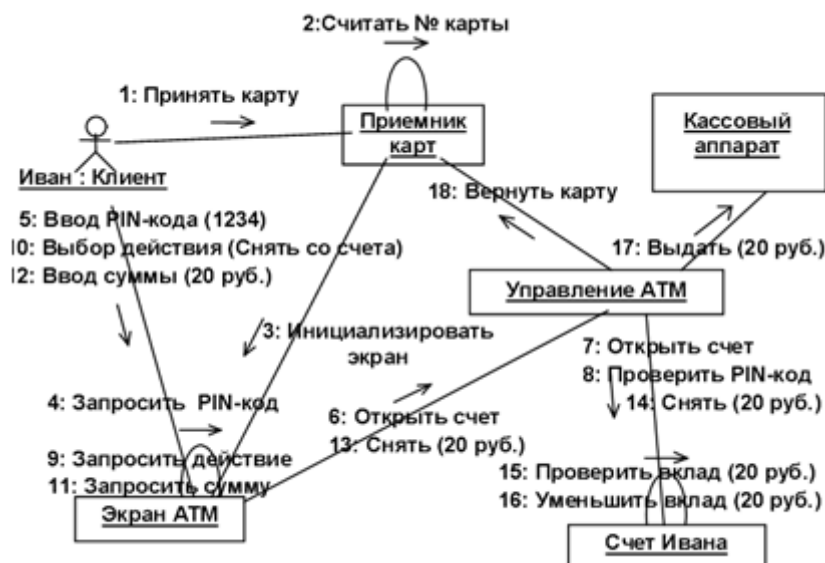 2:Считать № карты
1: Принять карту
Приемник
карт
Кассовый
аппарат
Иван : Клиент
18: Вернуть карту
5: Ввод PIN-кода (1234)
10: Выбор действия (Снять со счета)
12: Ввод суммы (20 руб.)
17: Выдать (20 руб.)
Управление АТМ
3: Инициализировать
экран
7: Открыть счет
8: Проверить PIN-код
14: Снять (20 руб.)
4: Запросить PIN-код
6: Открыть счет
13: Снять (20 руб.)
9: Запросить действие
11: Запросить сумму
15: Проверить вклад (20 руб.)
16: Уменьшить вклад (20 руб.)
Экран АТМ
Счет Ивана